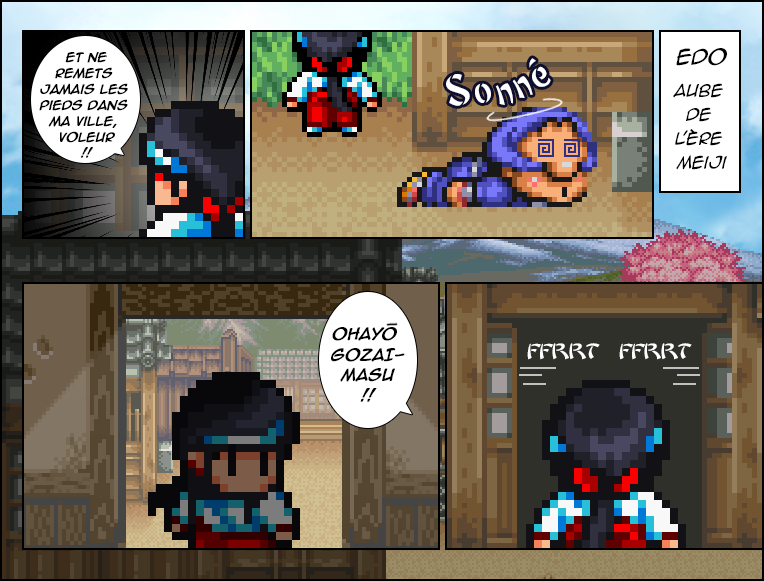 ET NE
REMETS
JAMAIS LES
PIEDS DANS
MA VILLE,
VOLEUR
!!
Sonné
EDO
AUBE
DE
L'ÈRE
MEIJI
OHAYŌ
GOZAI-
MASU
!!
FFRRT FFRRT